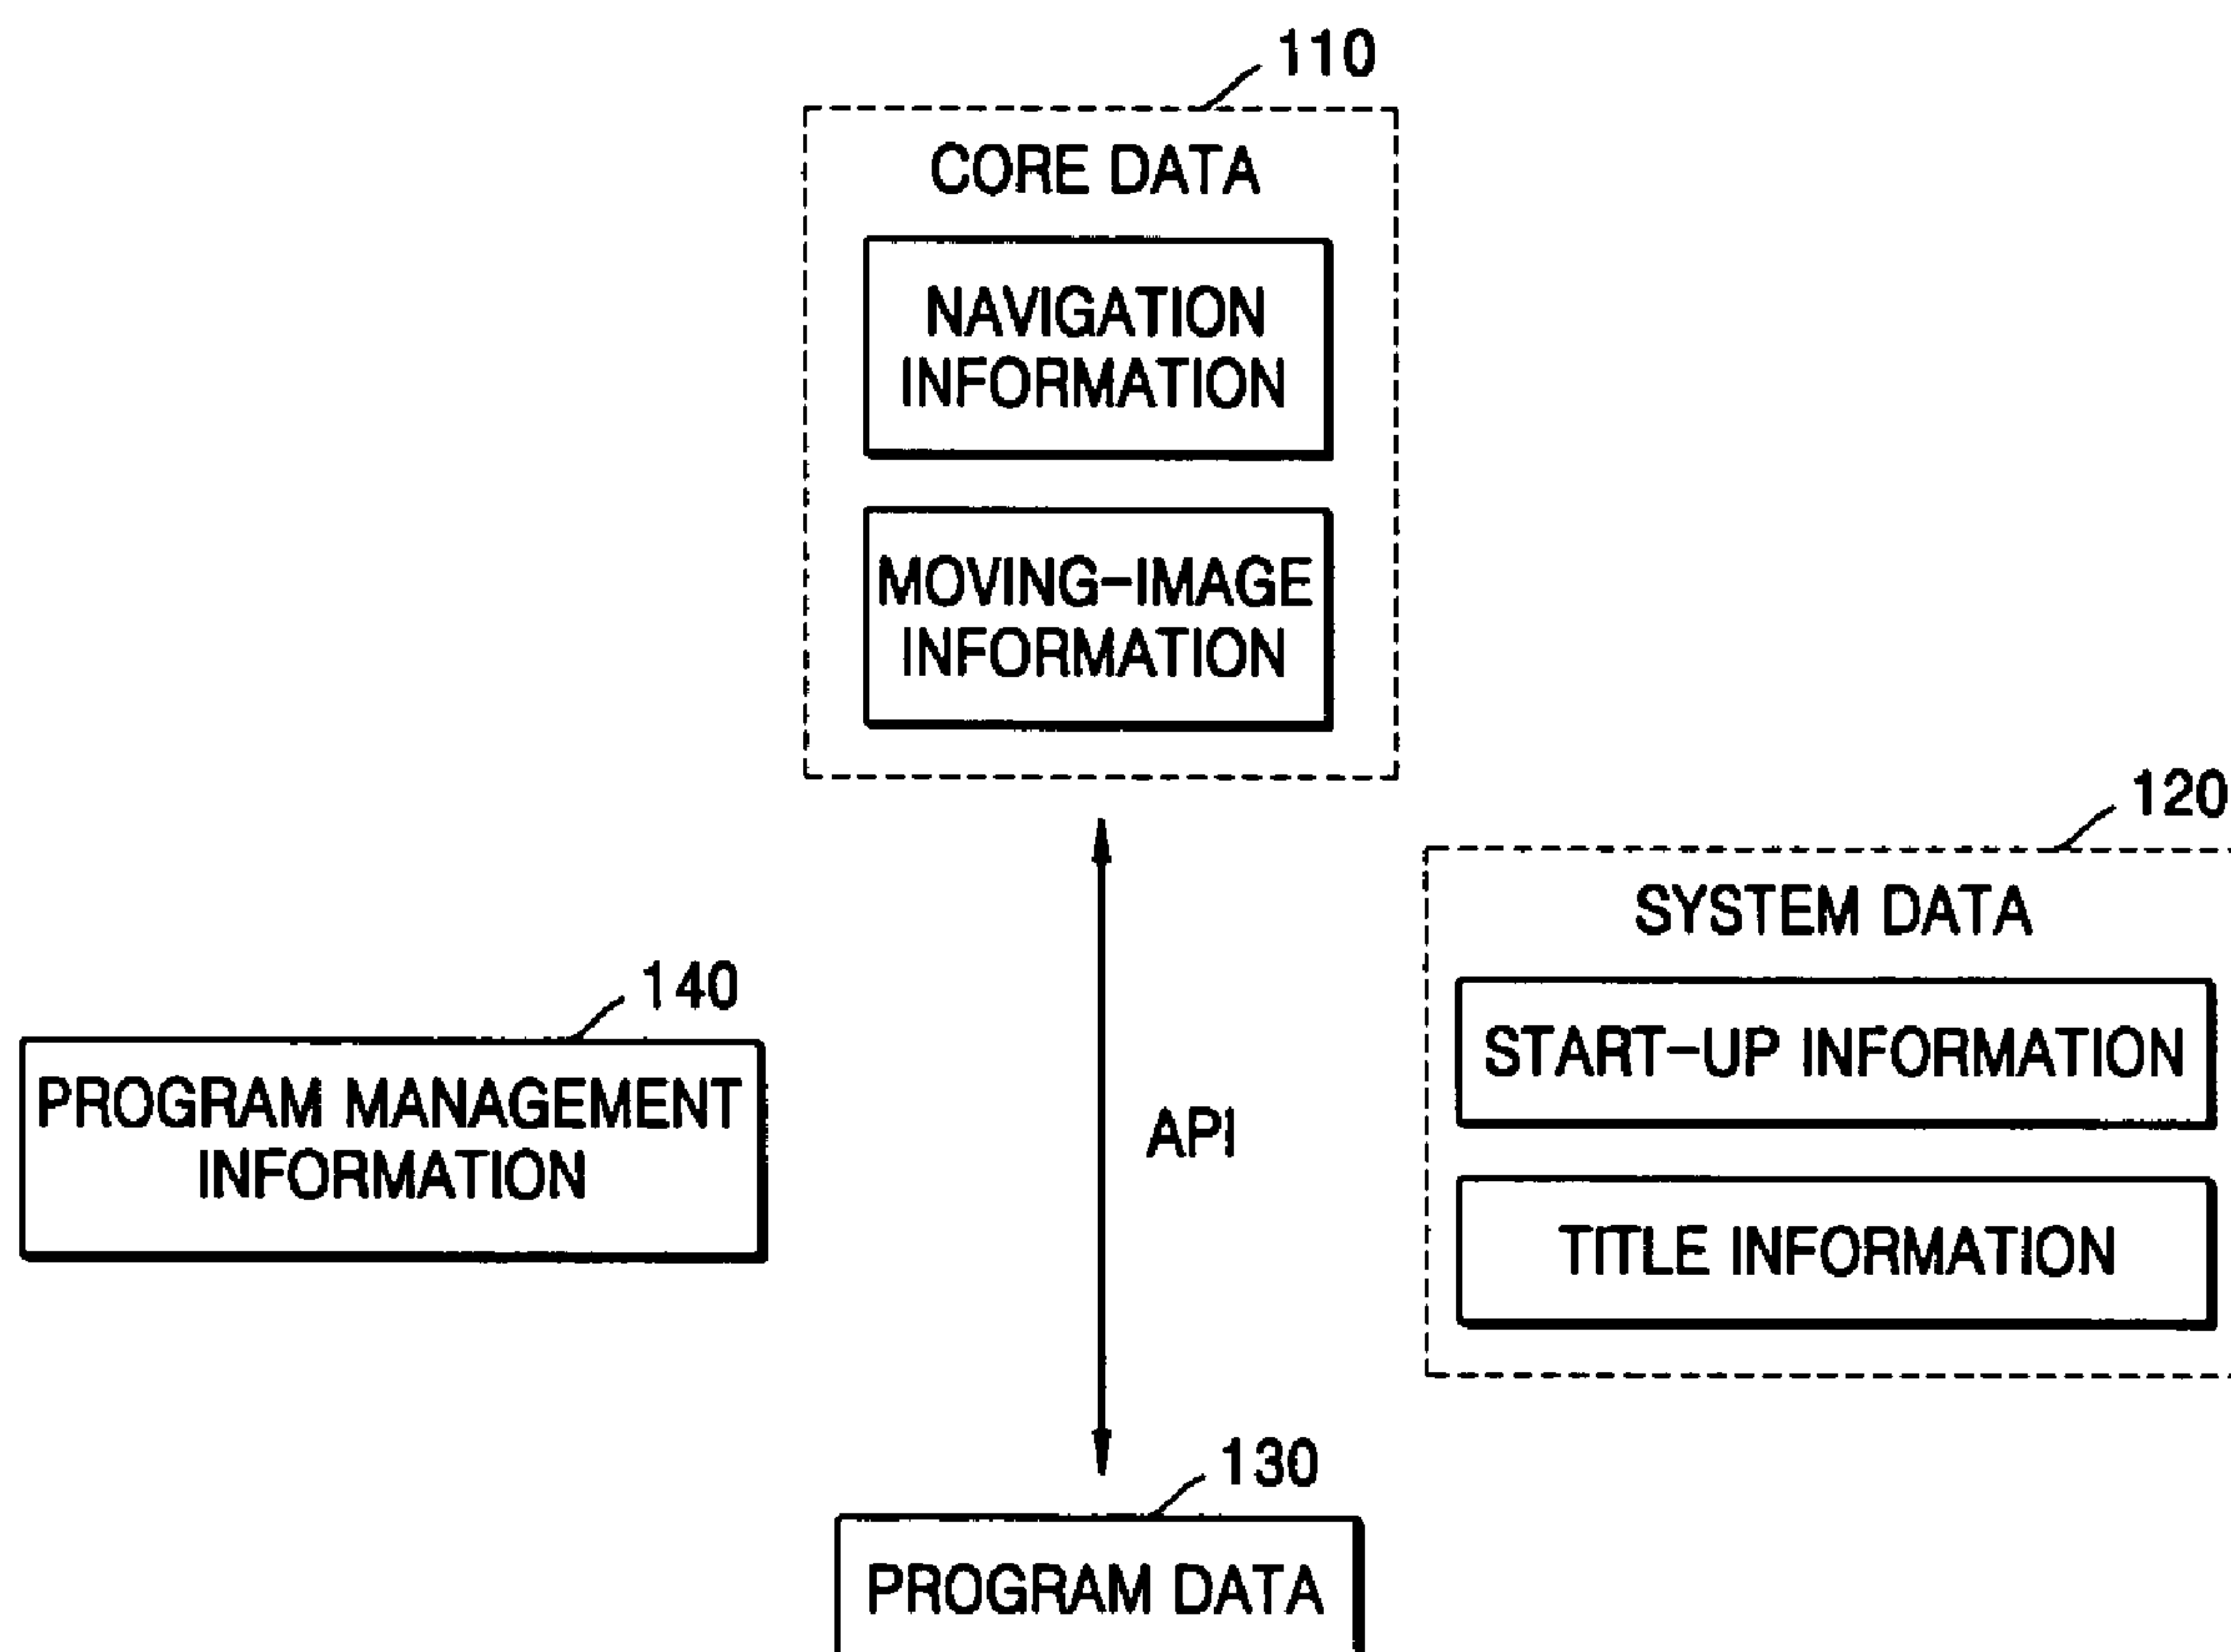 110
CORE DATA
NAVIGATION
INFORMATION
MOVING-IMAGE
INFORMATION
120
SYSTEM DATA
START-UP INFORMATION
TITLE INFORMATION
140
PROGRAM MANAGEMENT
INFORMATION
API
130
PROGRAM DATA